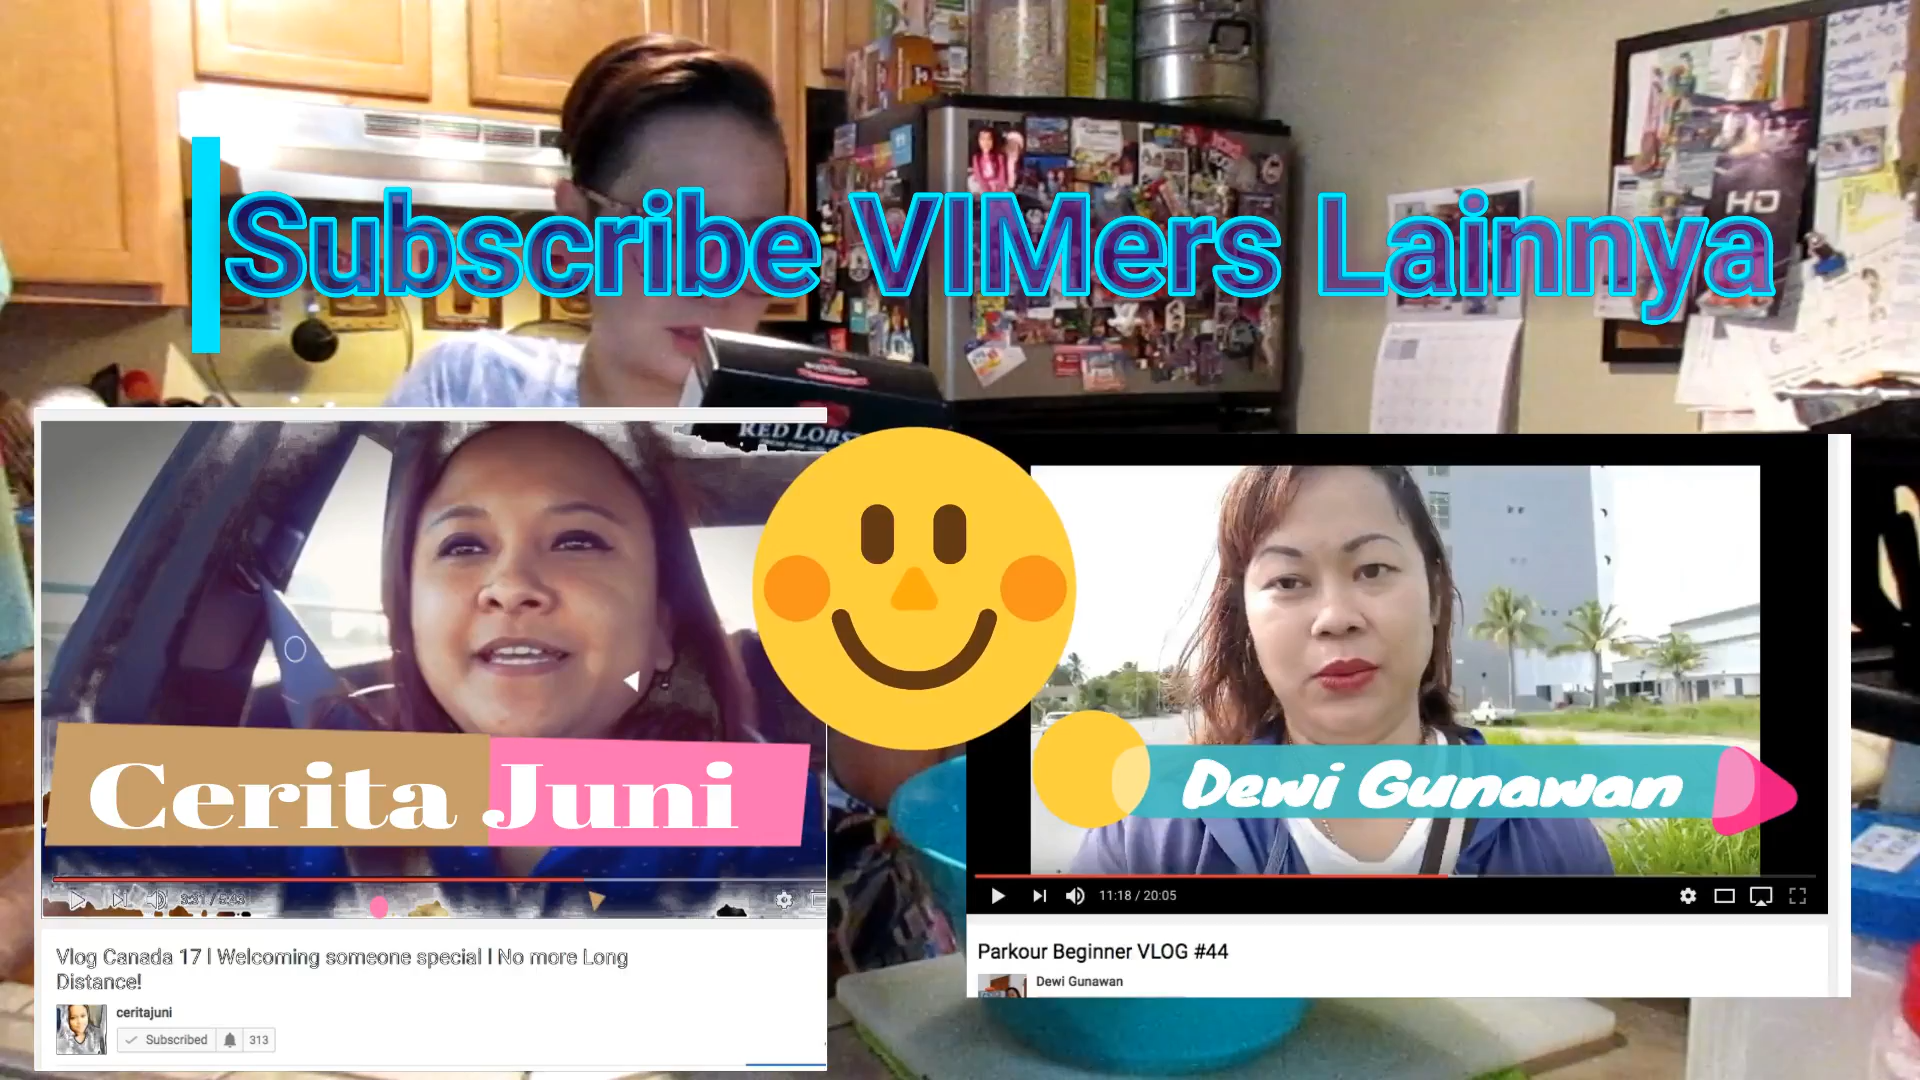 Subscribe VIMers Lainnya
HD
RED LOBS
Cerita Juni
Dewi Gunawan
11:18 / 20:05
Vlog Canada 17 | Welcoming someone special | No more Long
Distance!
ceritajuni
Subscribed 313
Parkour Beginner VLOG #44
Dewi Gunawan